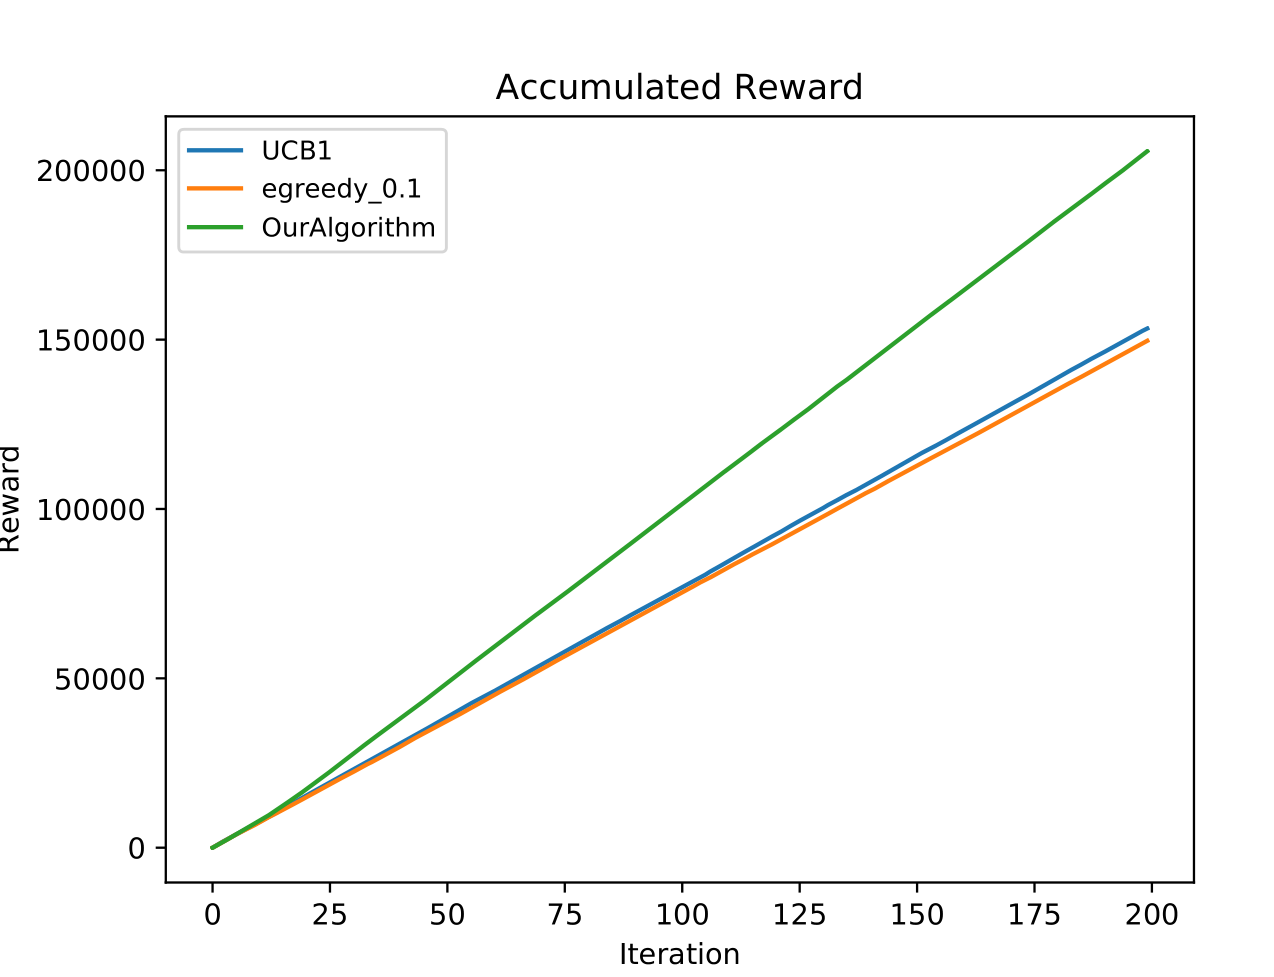 Accumulated Reward
UCB1
egreedy_0.1
OurAlgorithm
200000
150000
100000
50000
0
Reward
0 25 50 75 100 125 150 175 200
Iteration